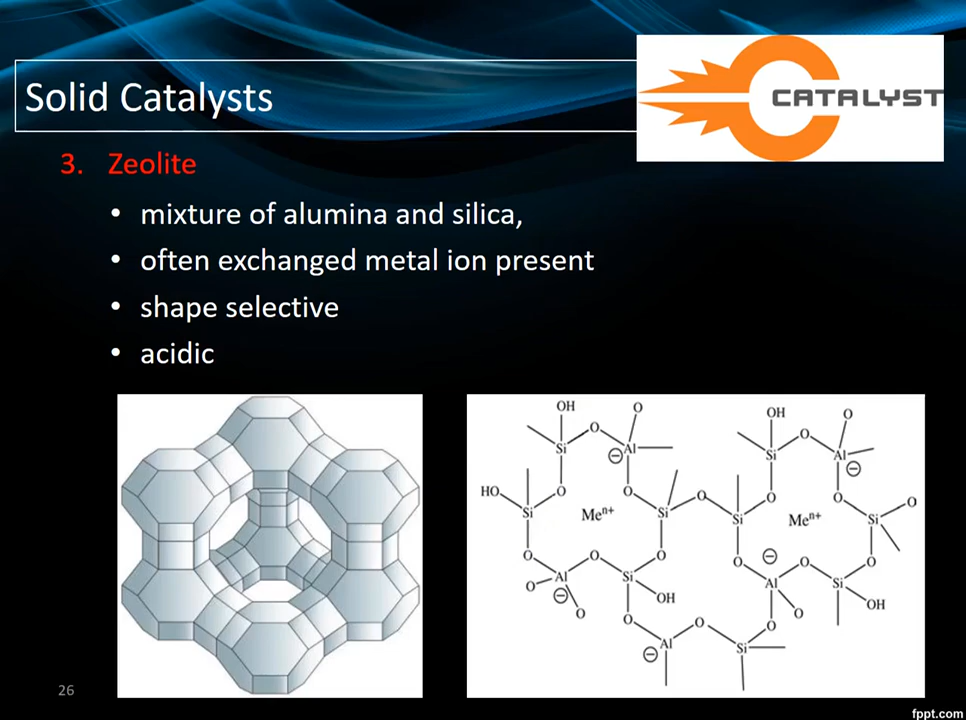 Solid Catalysts
CATALYST
3. Zeolite
• mixture of alumina and silica,
• often exchanged metal ion present
• shape selective
• acidic
OH O OH O
O O
Si Al Si Al
⊖ ⊖
HO O O O O O O
Si Meⁿ⁺ Si Si Meⁿ⁺ Si
O O O O ⊖ O O
Al Si Al Si
O ⊖ O OH O OH
O O O O
⊖ Al Si
26
fppt.com